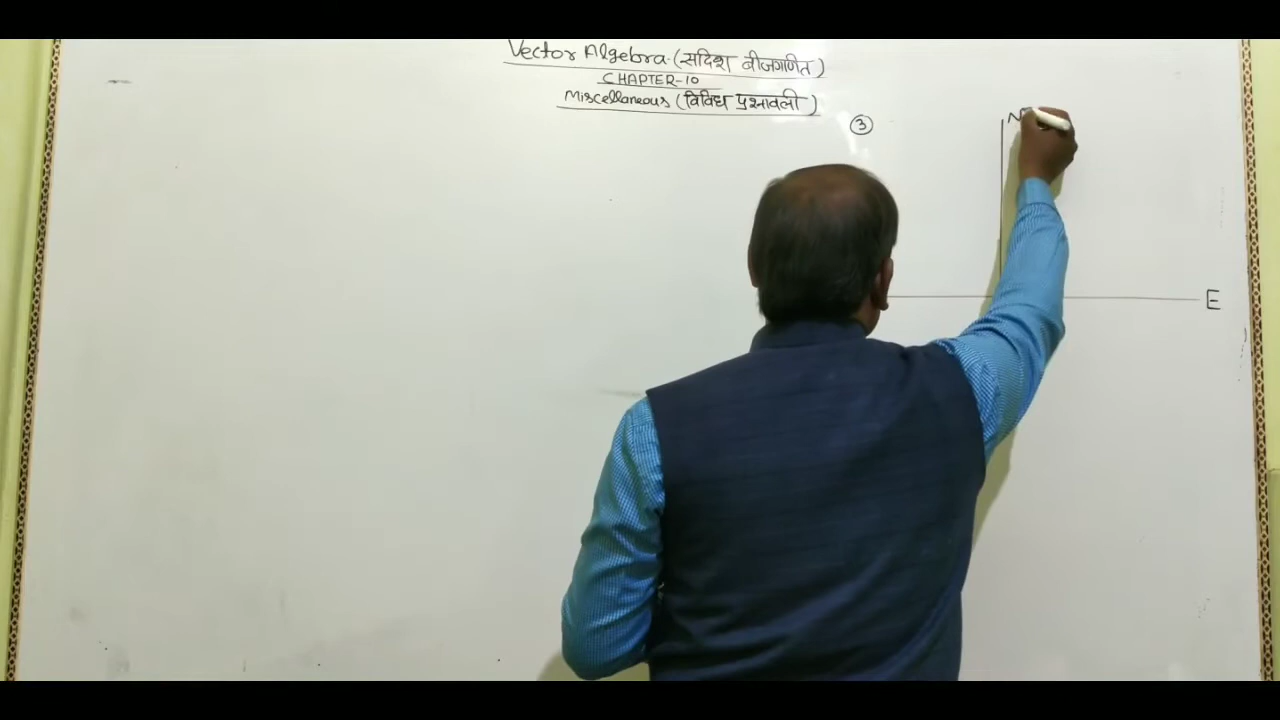 Vector Algebra. (सदिश बीजगणित)
CHAPTER-10
Miscellaneous (विविध प्रश्नावली)
3
N
E